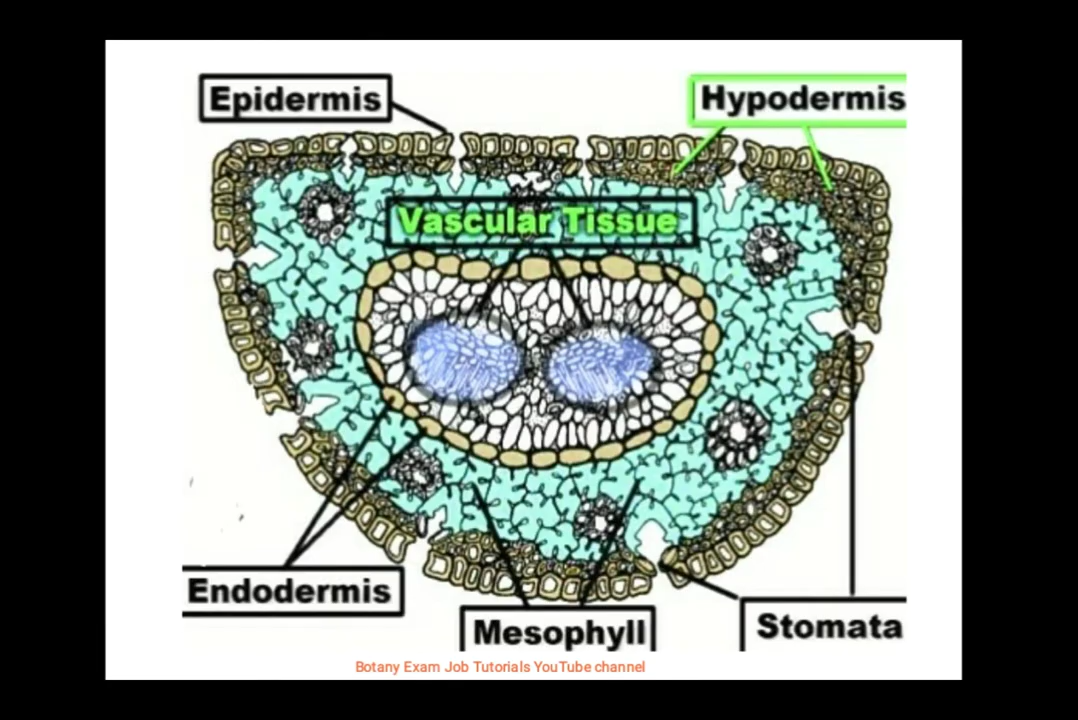 Epidermis
Hypodermis
Vascular Tissue
Endodermis
Mesophyll
Stomata
Botany Exam Job Tutorials YouTube channel